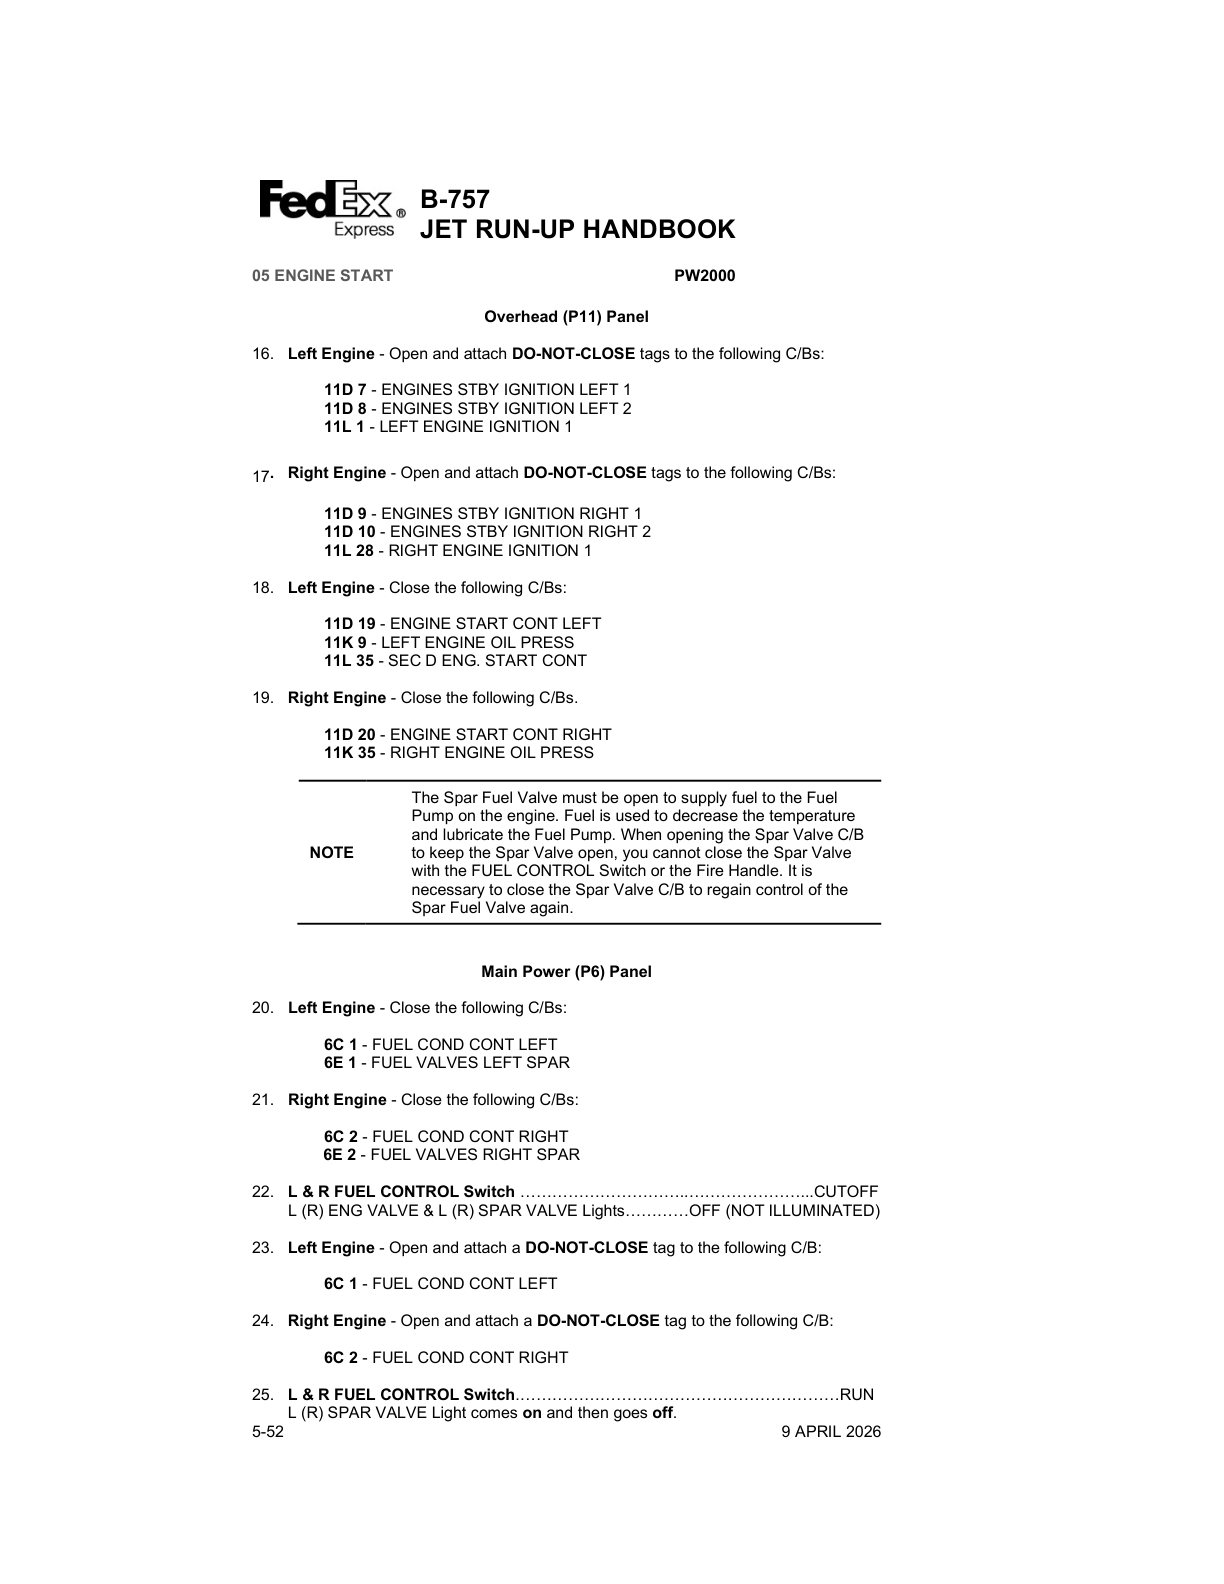 FedEx®
Express
B-757
JET RUN-UP HANDBOOK
05 ENGINE START PW2000
Overhead (P11) Panel
16. Left Engine - Open and attach DO-NOT-CLOSE tags to the following C/Bs:
11D 7 - ENGINES STBY IGNITION LEFT 1
11D 8 - ENGINES STBY IGNITION LEFT 2
11L 1 - LEFT ENGINE IGNITION 1
17. Right Engine - Open and attach DO-NOT-CLOSE tags to the following C/Bs:
11D 9 - ENGINES STBY IGNITION RIGHT 1
11D 10 - ENGINES STBY IGNITION RIGHT 2
11L 28 - RIGHT ENGINE IGNITION 1
18. Left Engine - Close the following C/Bs:
11D 19 - ENGINE START CONT LEFT
11K 9 - LEFT ENGINE OIL PRESS
11L 35 - SEC D ENG. START CONT
19. Right Engine - Close the following C/Bs.
11D 20 - ENGINE START CONT RIGHT
11K 35 - RIGHT ENGINE OIL PRESS
The Spar Fuel Valve must be open to supply fuel to the Fuel
Pump on the engine. Fuel is used to decrease the temperature
and lubricate the Fuel Pump. When opening the Spar Valve C/B
NOTE to keep the Spar Valve open, you cannot close the Spar Valve
with the FUEL CONTROL Switch or the Fire Handle. It is
necessary to close the Spar Valve C/B to regain control of the
Spar Fuel Valve again.
Main Power (P6) Panel
20. Left Engine - Close the following C/Bs:
6C 1 - FUEL COND CONT LEFT
6E 1 - FUEL VALVES LEFT SPAR
21. Right Engine - Close the following C/Bs:
6C 2 - FUEL COND CONT RIGHT
6E 2 - FUEL VALVES RIGHT SPAR
22. L & R FUEL CONTROL Switch …………………………..…………………...CUTOFF
L (R) ENG VALVE & L (R) SPAR VALVE Lights…………OFF (NOT ILLUMINATED)
23. Left Engine - Open and attach a DO-NOT-CLOSE tag to the following C/B:
6C 1 - FUEL COND CONT LEFT
24. Right Engine - Open and attach a DO-NOT-CLOSE tag to the following C/B:
6C 2 - FUEL COND CONT RIGHT
25. L & R FUEL CONTROL Switch.………………………………….…………………RUN
L (R) SPAR VALVE Light comes on and then goes off.
5-52 9 APRIL 2026